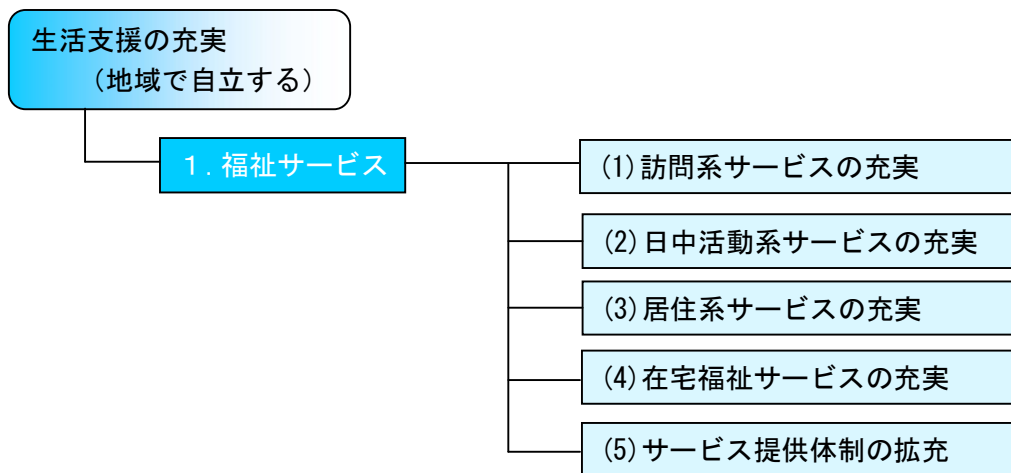 生活支援の充実
（地域で自立する）
１．福祉サービス
(1)訪問系サービスの充実
(2)日中活動系サービスの充実
(3)居住系サービスの充実
(4)在宅福祉サービスの充実
(5)サービス提供体制の拡充